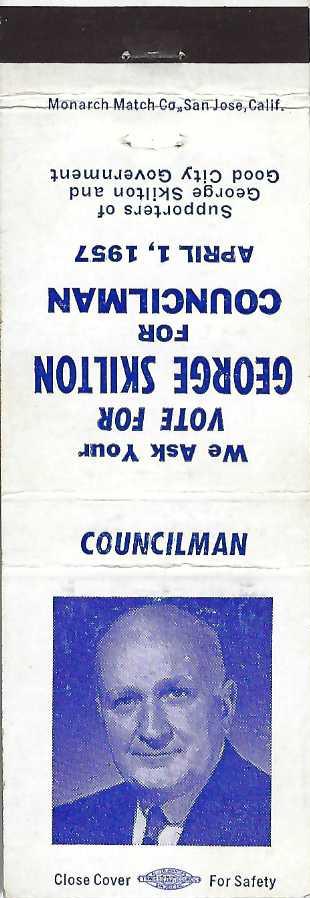 Monarch Match Co., San Jose, Calif.
We Ask Your
VOTE FOR
GEORGE SKILTON
FOR
COUNCILMAN
APRIL 1, 1957
Supporters of
George Skilton and
Good City Government
COUNCILMAN
Close Cover For Safety